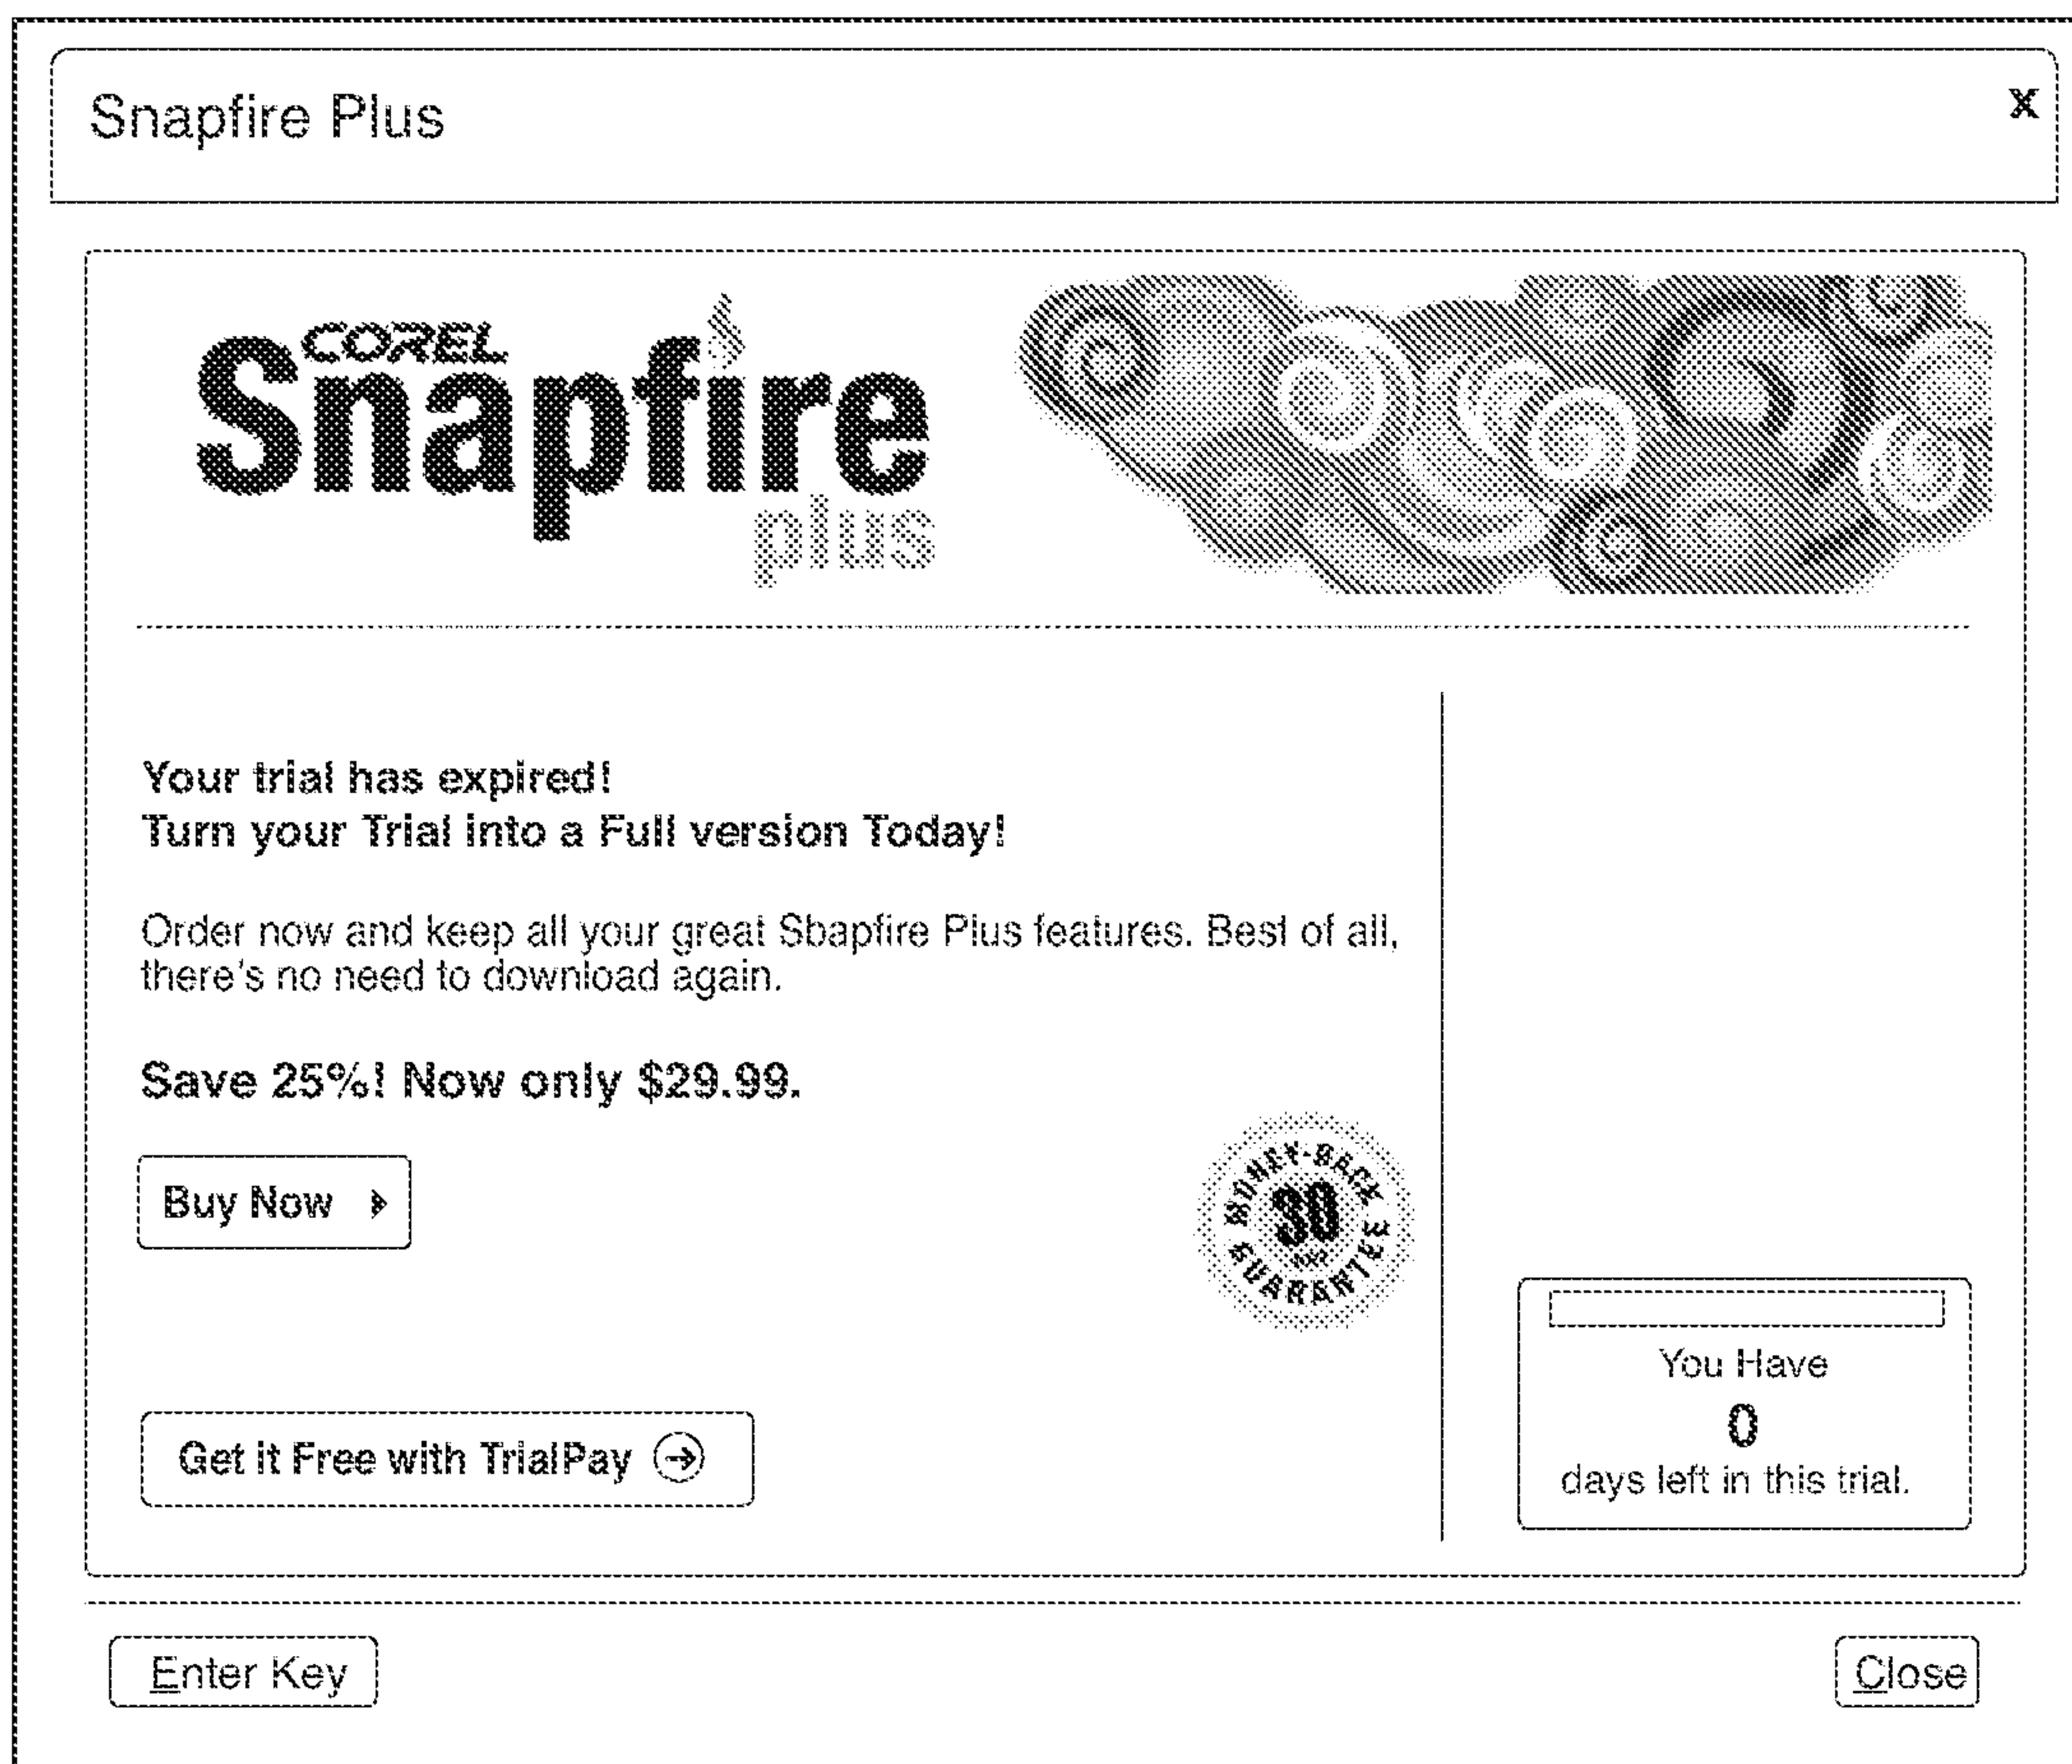 Snapfire Plus
x
COREL
Snapfire
plus
Your trial has expired!
Turn your Trial into a Full version Today!
Order now and keep all your great Sbapfire Plus features. Best of all,
there's no need to download again.
Save 25%! Now only $29.99.
Buy Now
MONEY-BACK
30
GUARANTEE
Get it Free with TrialPay
You Have
0
days left in this trial.
Enter Key
Close